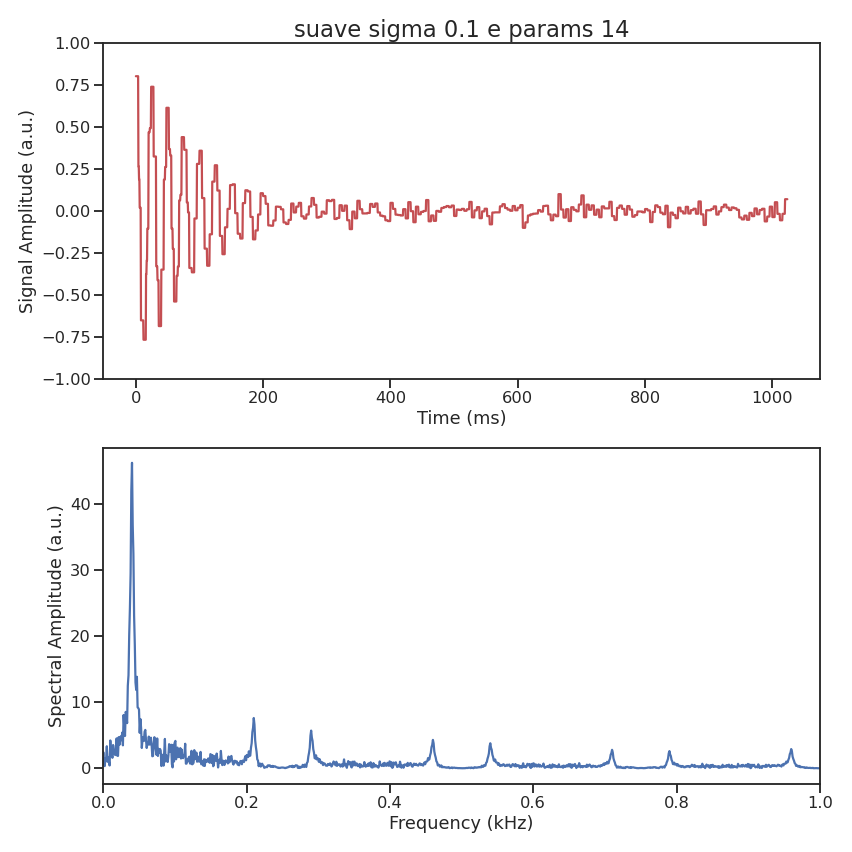 suave sigma 0.1 e params 14
1.00
0.75
0.50
0.25
0.00
−0.25
−0.50
−0.75
−1.00
Signal Amplitude (a.u.)
0 200 400 600 800 1000
Time (ms)
40
30
20
10
0
Spectral Amplitude (a.u.)
0.0 0.2 0.4 0.6 0.8 1.0
Frequency (kHz)